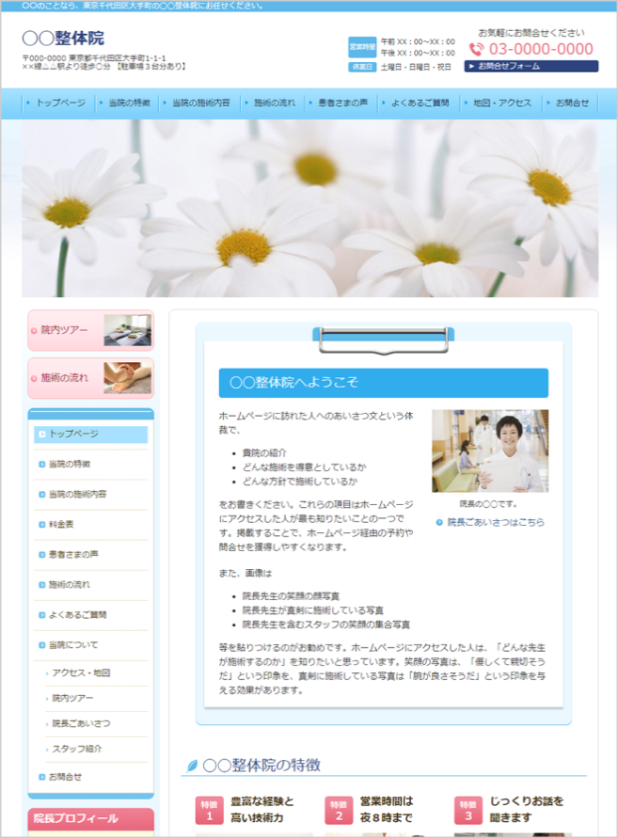 〇〇のことなら、東京千代田区大手町の〇〇整体院にお任せください。
〇〇整体院
〒000-0000 東京都千代田区大手町1-1-1
××線△△駅より徒歩〇分 【駐車場３台分あり】
営業時間
午前 XX：00～XX：00
午後 XX：00～XX：00
休業日
土曜日・日曜日・祝日
お気軽にお問合せください
03-0000-0000
お問合せフォーム
トップページ
当院の特徴
当院の施術内容
施術の流れ
患者さまの声
よくあるご質問
地図・アクセス
お問合せ
院内ツアー
施術の流れ
トップページ
当院の特徴
当院の施術内容
料金表
患者さまの声
施術の流れ
よくあるご質問
当院について
アクセス・地図
院内ツアー
院長ごあいさつ
スタッフ紹介
お問合せ
院長プロフィール
〇〇整体院へようこそ
ホームページに訪れた人へのあいさつ文という体
裁で、
貴院の紹介
どんな施術を得意としているか
どんな方針で施術しているか
をお書きください。これらの項目はホームページ
にアクセスした人が最も知りたいことの一つで
す。掲載することで、ホームページ経由の予約や
問合せを獲得しやすくなります。
院長の〇〇です。
院長ごあいさつはこちら
また、画像は
院長先生の笑顔の顔写真
院長先生が真剣に施術している写真
院長先生を含むスタッフの笑顔の集合写真
等を貼りつけるのがお勧めです。ホームページにアクセスした人は、「どんな先生
が施術するのか」を知りたいと思っています。笑顔の写真は、「優しくて親切そう
だ」という印象を、真剣に施術している写真は「腕が良さそうだ」という印象を与
える効果があります。
〇〇整体院の特徴
特徴
1
豊富な経験と
高い技術力
特徴
2
営業時間は
夜８時まで
特徴
3
じっくりお話を
聞きます